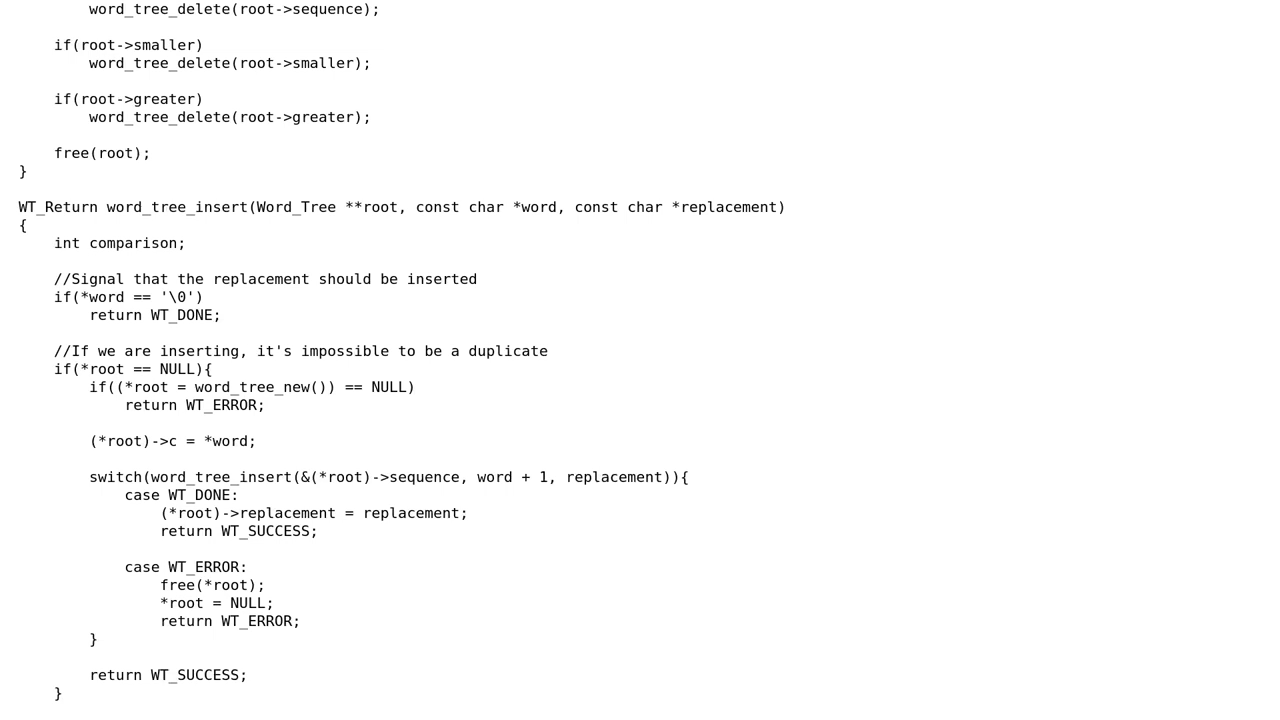 word_tree_delete(root->sequence);

    if(root->smaller)
        word_tree_delete(root->smaller);

    if(root->greater)
        word_tree_delete(root->greater);

    free(root);
}

WT_Return word_tree_insert(Word_Tree **root, const char *word, const char *replacement)
{
    int comparison;

    //Signal that the replacement should be inserted
    if(*word == '\0')
        return WT_DONE;

    //If we are inserting, it's impossible to be a duplicate
    if(*root == NULL){
        if((*root = word_tree_new()) == NULL)
            return WT_ERROR;

        (*root)->c = *word;

        switch(word_tree_insert(&(*root)->sequence, word + 1, replacement)){
            case WT_DONE:
                (*root)->replacement = replacement;
                return WT_SUCCESS;

            case WT_ERROR:
                free(*root);
                *root = NULL;
                return WT_ERROR;
        }

        return WT_SUCCESS;
    }